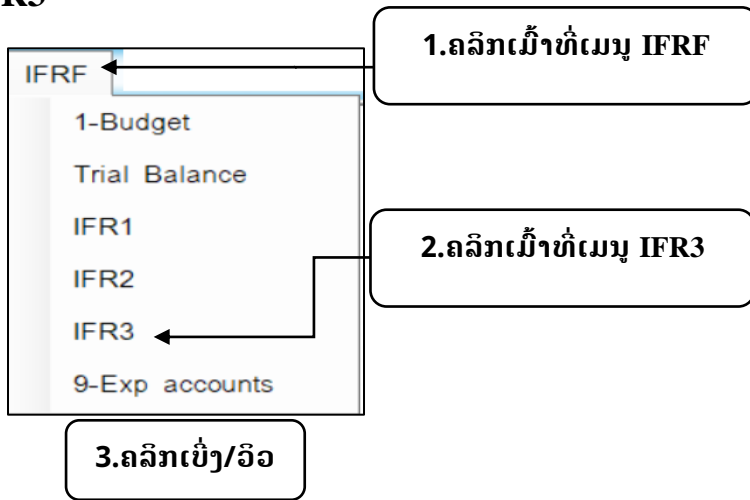 1.ຄລິກເມົ້າທີ່ເມນູ IFRF
IFRF
1-Budget
Trial Balance
IFR1
2.ຄລິກເມົ້າທີ່ເມນູ IFR3
IFR2
IFR3
9-Exp accounts
3.ຄລິກເບີ່ງ/ວິວ